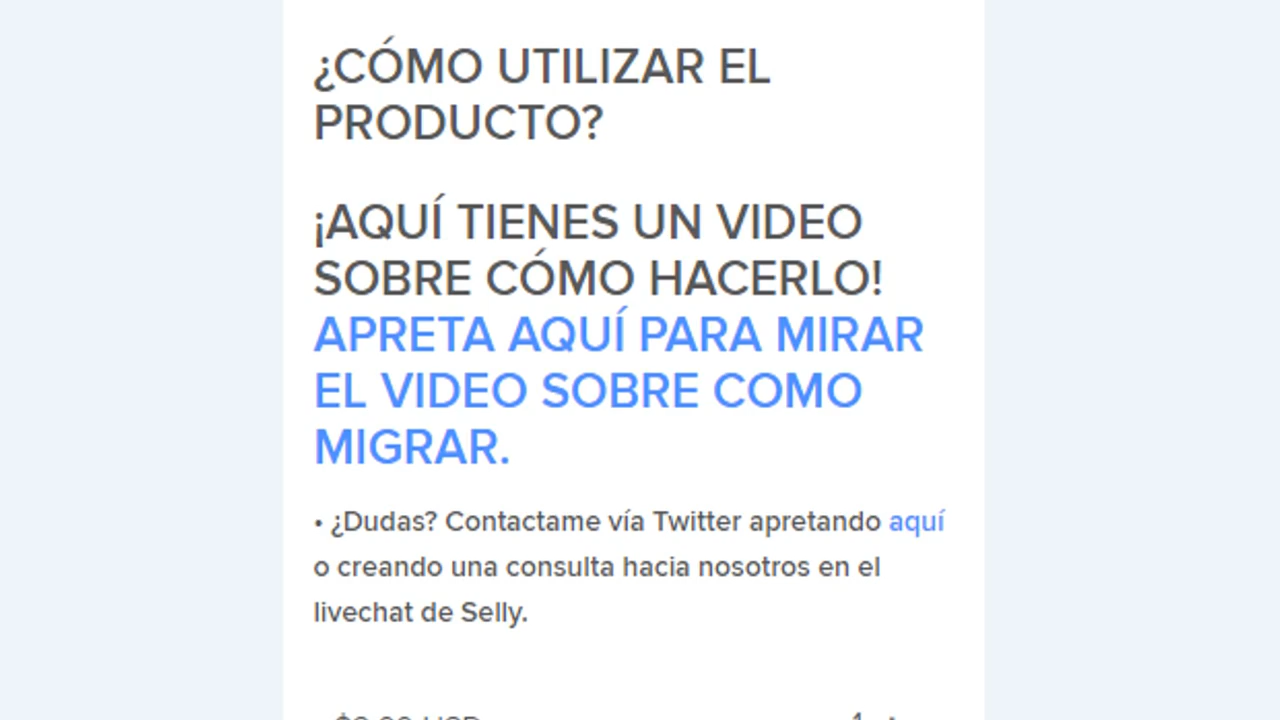 ¿CÓMO UTILIZAR EL
PRODUCTO?
¡AQUÍ TIENES UN VIDEO
SOBRE CÓMO HACERLO!
APRETA AQUÍ PARA MIRAR
EL VIDEO SOBRE COMO
MIGRAR.
• ¿Dudas? Contactame vía Twitter apretando aquí
o creando una consulta hacia nosotros en el
livechat de Selly.